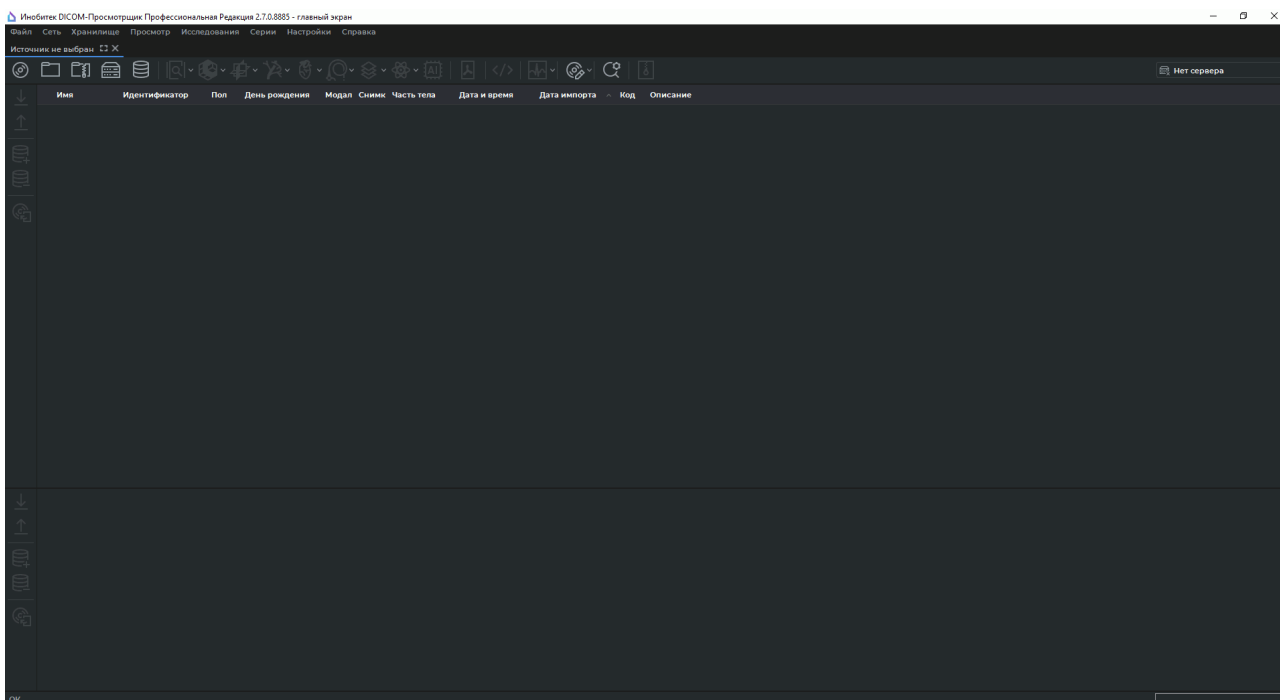 Инобитек DICOM-Просмотрщик Профессиональная Редакция 2.7.0.8885 - главный экран
Файл Сеть Хранилище Просмотр Исследования Серии Настройки Справка
Источник не выбран
AI
Нет сервера
Имя Идентификатор Пол День рождения Модал Снимк Часть тела Дата и время Дата импорта Код Описание
ОК